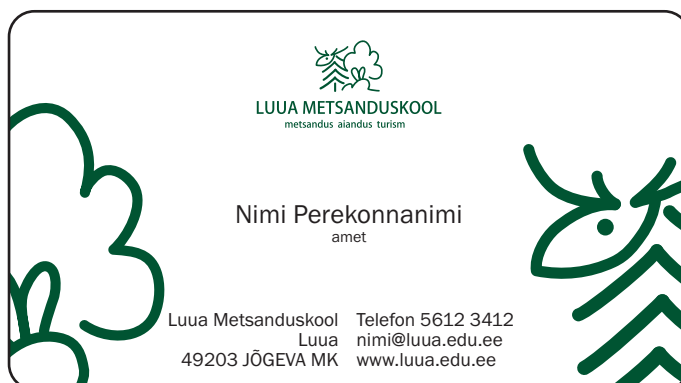 LUUA METSANDUSKOOL
metsandus aiandus turism
Nimi Perekonnanimi
amet
Luua Metsanduskool
Luua
49203 JÕGEVA MK
Telefon 5612 3412
nimi@luua.edu.ee
www.luua.edu.ee